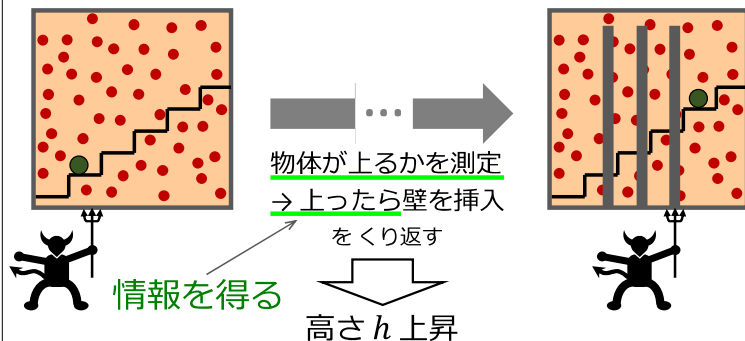 物体が上るかを測定
→ 上ったら壁を挿入
を くり返す
情報を得る
高さ h 上昇